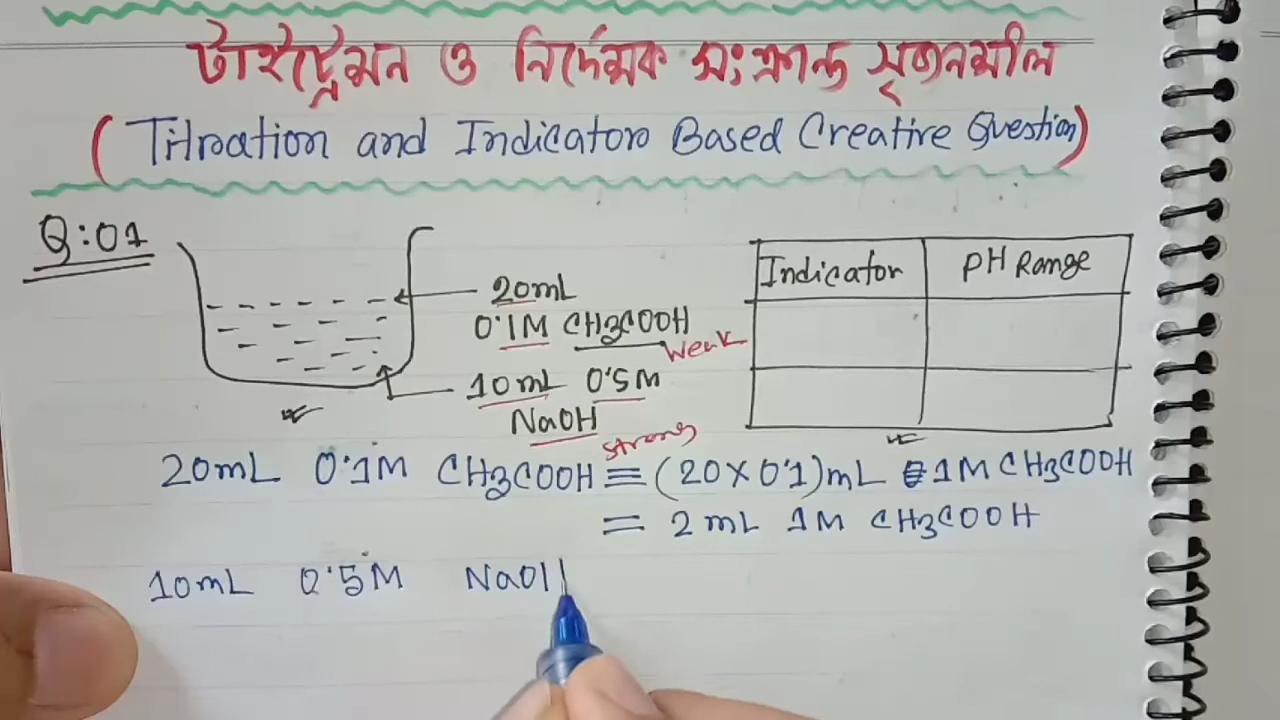 টাইট্রেশন ও নির্দেশক সংক্রান্ত সৃজনশীল
(Titration and Indicator Based Creative Question)
Q:01
20mL
0.1M CH3COOH
Weak
10mL 0.5M
NaOH
strong
Indicator PH Range
20mL 0.1M CH3COOH ≡ (20×0.1)mL 1M CH3COOH
= 2mL 1M CH3COOH
10mL 0.5M NaOH